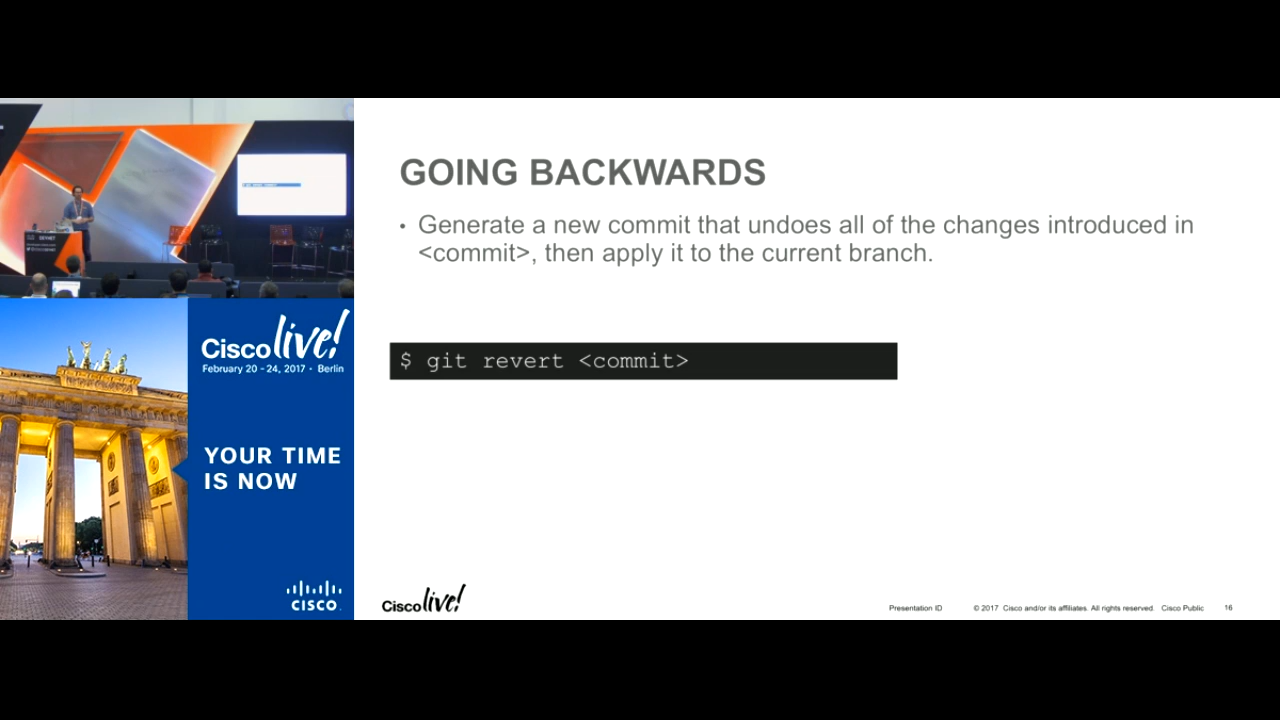 GOING BACKWARDS
• Generate a new commit that undoes all of the changes introduced in
<commit>, then apply it to the current branch.
$ git revert <commit>
Cisco live!
February 20 - 24, 2017 • Berlin
YOUR TIME
IS NOW
CISCO
Cisco live!
Presentation ID
© 2017 Cisco and/or its affiliates. All rights reserved. Cisco Public
16